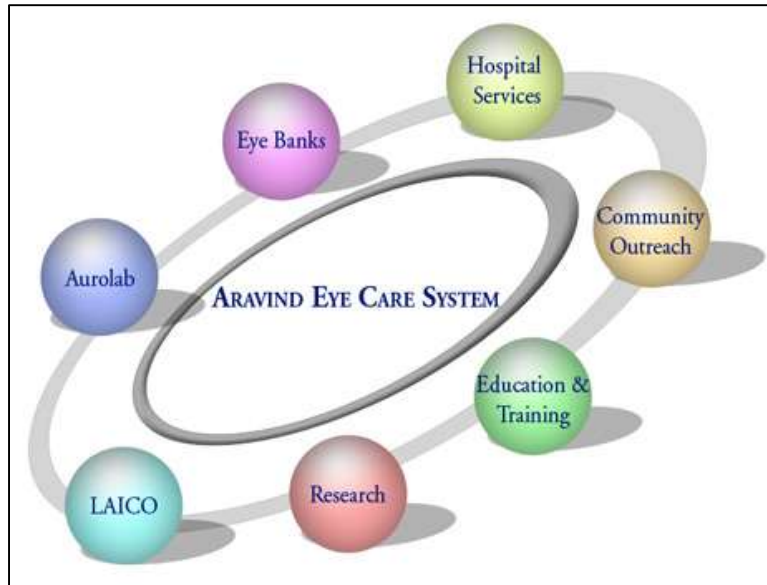 Hospital
Services
Eye Banks
Community
Outreach
Aurolab
ARAVIND EYE CARE SYSTEM
Education &
Training
Research
LAICO